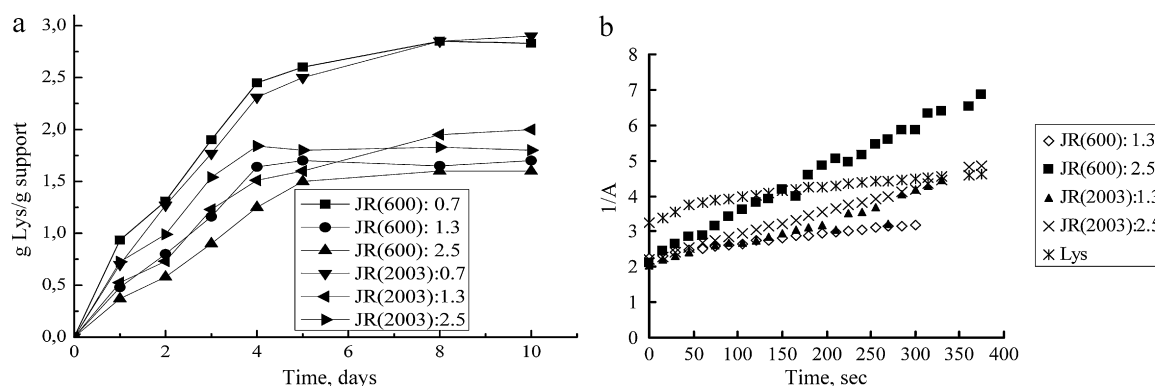 a
3,0
2,5
2,0
1,5
1,0
0,5
0,0
g Lys/g support
0 2 4 6 8 10
Time, days
JR(600): 0.7
JR(600): 1.3
JR(600): 2.5
JR(2003):0.7
JR(2003):1.3
JR(2003):2.5
b
8
7
6
5
4
3
2
1
0
1/A
0 50 100 150 200 250 300 350 400
Time, sec
JR(600): 1.3
JR(600): 2.5
JR(2003):1.3
JR(2003):2.5
Lys